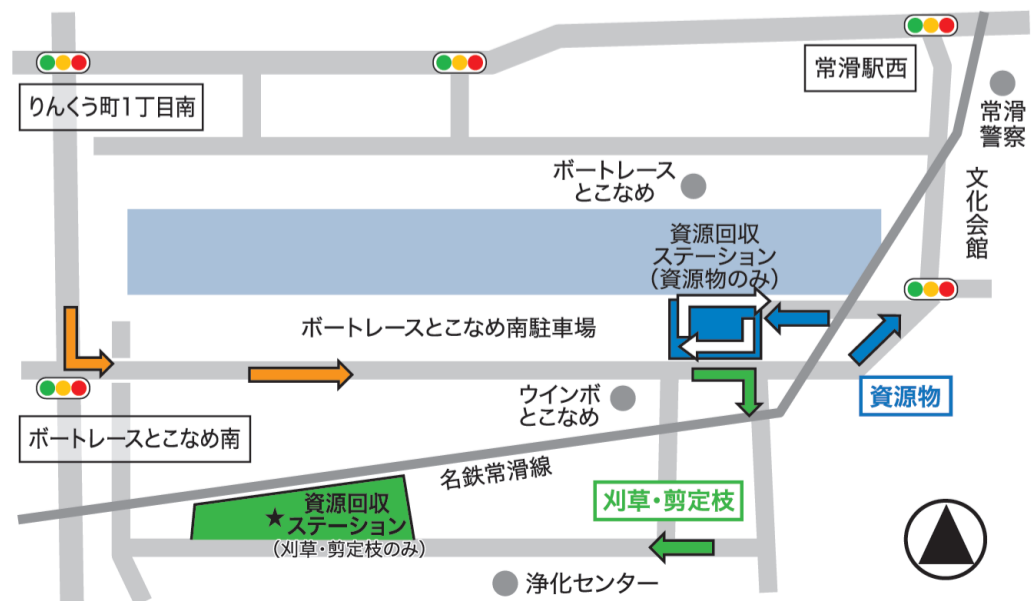 常滑駅西
りんくう町1丁目南
常滑
警察
ボートレース
とこなめ
文化会館
資源回収
ステーション
（資源物のみ）
ボートレースとこなめ南駐車場
ウインボ
とこなめ
資源物
ボートレースとこなめ南
名鉄常滑線
刈草・剪定枝
★資源回収
ステーション
（刈草・剪定枝のみ）
浄化センター